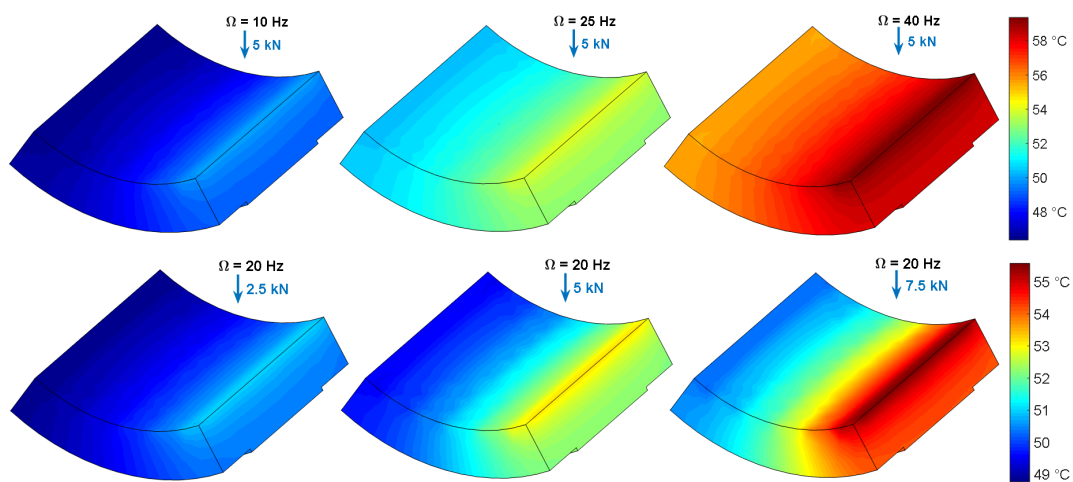 Ω = 10 Hz
5 kN
Ω = 25 Hz
5 kN
Ω = 40 Hz
5 kN
58 °C
56
54
52
50
48 °C
Ω = 20 Hz
2.5 kN
Ω = 20 Hz
5 kN
Ω = 20 Hz
7.5 kN
55 °C
54
53
52
51
50
49 °C